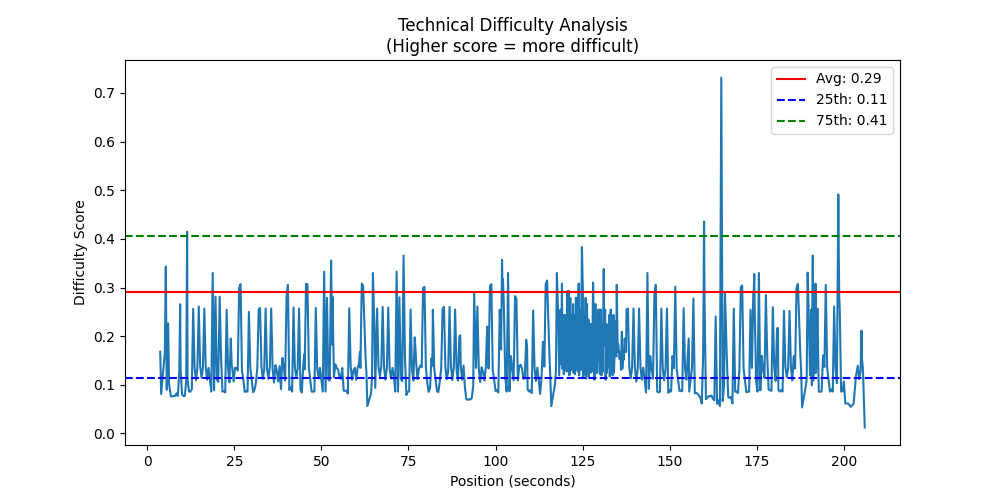 Technical Difficulty Analysis
(Higher score = more difficult)
Avg: 0.29
25th: 0.11
75th: 0.41
Difficulty Score
0.7
0.6
0.5
0.4
0.3
0.2
0.1
0.0
0 25 50 75 100 125 150 175 200
Position (seconds)